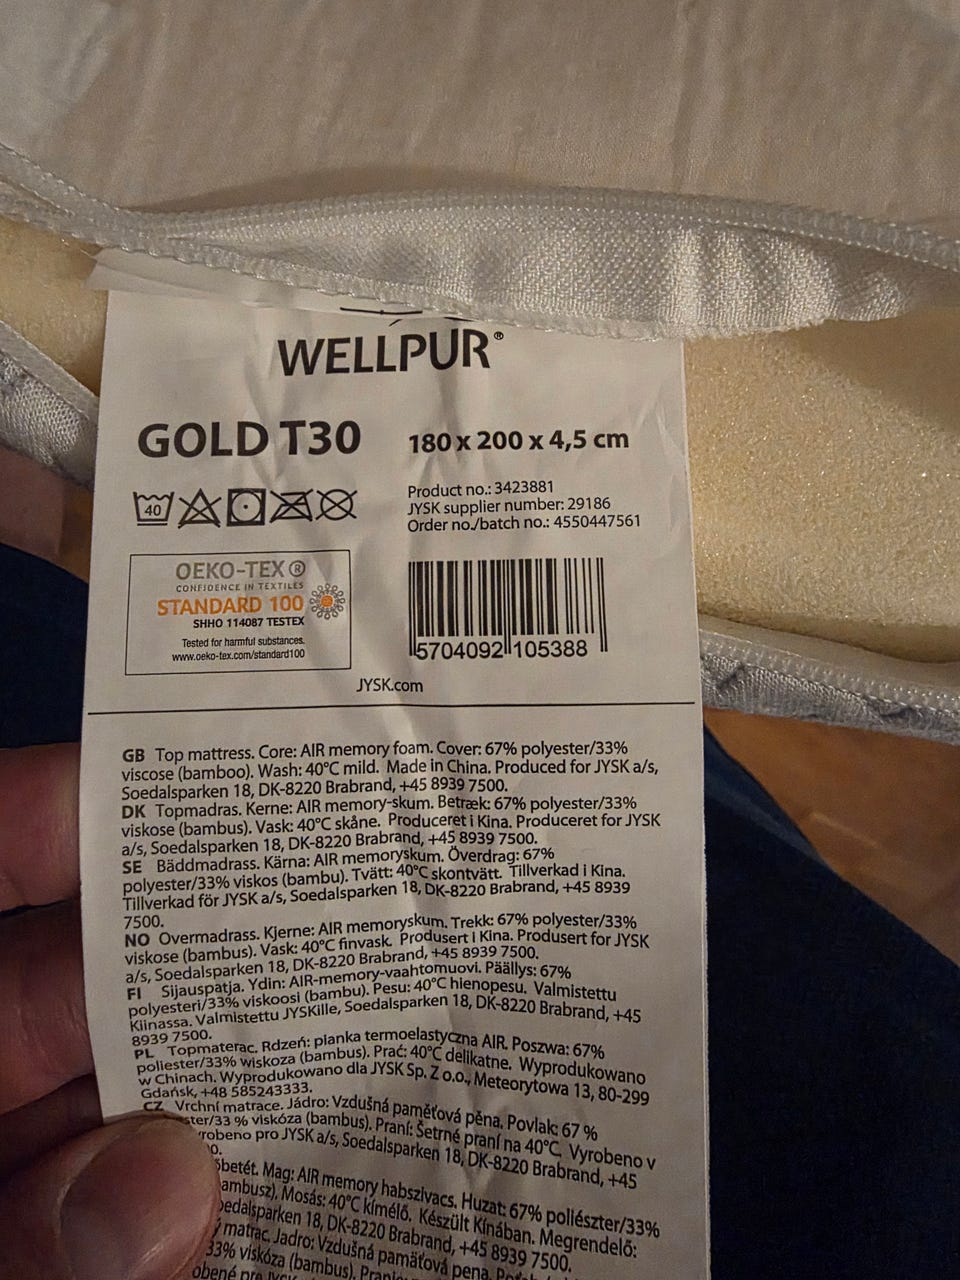 WELLPUR®
GOLD T30
180 x 200 x 4,5 cm
40
Product no.: 3423881
JYSK supplier number: 29186
Order no./batch no.: 4550447561
OEKO-TEX®
CONFIDENCE IN TEXTILES
STANDARD 100
SHHO 114087 TESTEX
Tested for harmful substances.
www.oeko-tex.com/standard100
5704092 105388
JYSK.com
GB Top mattress. Core: AIR memory foam. Cover: 67% polyester/33%
viscose (bamboo). Wash: 40°C mild. Made in China. Produced for JYSK a/s,
Soedalsparken 18, DK-8220 Brabrand, +45 8939 7500.
DK Topmadras. Kerne: AIR memory-skum. Betræk: 67% polyester/33%
viskose (bambus). Vask: 40°C skåne. Produceret i Kina. Produceret for JYSK
a/s, Soedalsparken 18, DK-8220 Brabrand, +45 8939 7500.
SE Bäddmadrass. Kärna: AIR memoryskum. Överdrag: 67%
polyester/33% viskos (bambu). Tvätt: 40°C skontvätt. Tillverkad i Kina.
Tillverkad för JYSK a/s, Soedalsparken 18, DK-8220 Brabrand, +45 8939
7500.
NO Overmadrass. Kjerne: AIR memoryskum. Trekk: 67% polyester/33%
viskose (bambus). Vask: 40°C finvask. Produsert i Kina. Produsert for JYSK
a/s, Soedalsparken 18, DK-8220 Brabrand, +45 8939 7500.
FI Sijauspatja. Ydin: AIR-memory-vaahtomuovi. Päällys: 67%
polyesteri/33% viskoosi (bambu). Pesu: 40°C hienopesu. Valmistettu
Kiinassa. Valmistettu JYSKille, Soedalsparken 18, DK-8220 Brabrand, +45
8939 7500.
PL Topmaterac. Rdzeń: pianka termoelastyczna AIR. Poszwa: 67%
poliester/33% wiskoza (bambus). Prać: 40°C delikatne. Wyprodukowano
w Chinach. Wyprodukowano dla JYSK Sp. Z o.o., Meteorytowa 13, 80-299
Gdańsk, +48 585243333.
CZ Vrchní matrace. Jádro: Vzdušná paměťová pěna. Povlak: 67 %
ster/33 % viskóza (bambus). Praní: Šetrné praní na 40°C. Vyrobeno v
robeno pro JYSK a/s, Soedalsparken 18, DK-8220 Brabrand, +45
0.
betét. Mag: AIR memory habszivacs. Huzat: 67% poliészter/33%
ambusz), Mosás: 40°C kímélő. Készült Kínában. Megrendelő:
oedalsparken 18, DK-8220 Brabrand, +45 8939 7500.
matrac. Jadro: Vzdušná pamäťová pena.
33% viskóza (bambus).
obené pre JYSK